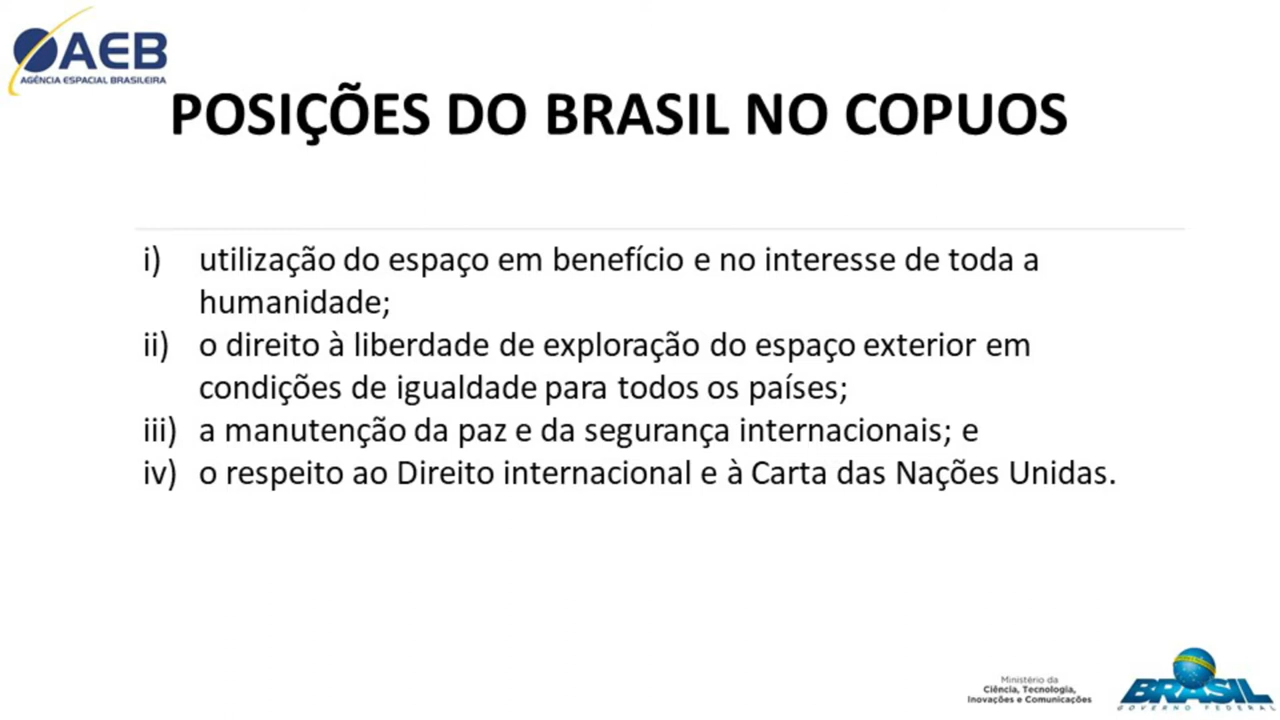 AEB
AGÊNCIA ESPACIAL BRASILEIRA
POSIÇÕES DO BRASIL NO COPUOS
i) utilização do espaço em benefício e no interesse de toda a
humanidade;
ii) o direito à liberdade de exploração do espaço exterior em
condições de igualdade para todos os países;
iii) a manutenção da paz e da segurança internacionais; e
iv) o respeito ao Direito internacional e à Carta das Nações Unidas.
Ministério da
Ciência, Tecnologia,
Inovações e Comunicações
BRASIL
GOVERNO FEDERAL